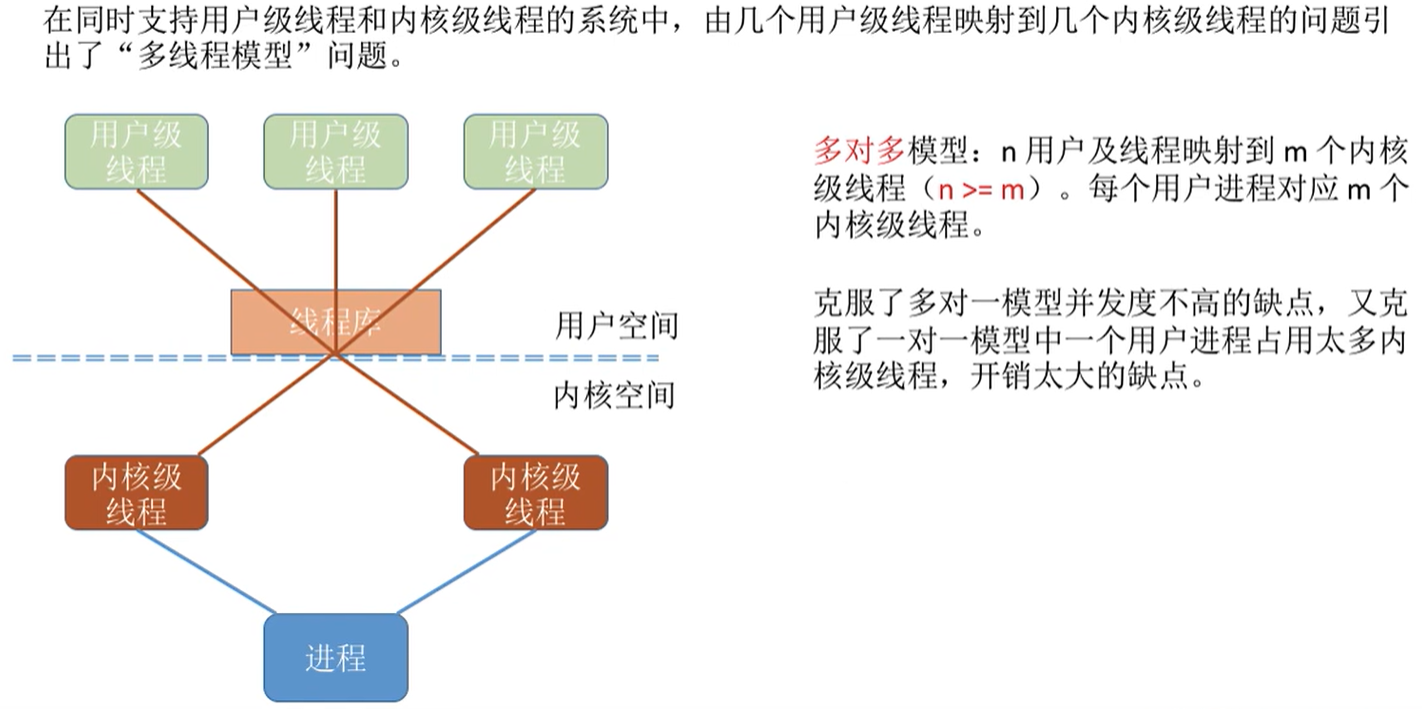 在同时支持用户级线程和内核级线程的系统中，由几个用户级线程映射到几个内核级线程的问题引
出了“多线程模型”问题。
用户级
线程
用户级
线程
用户级
线程
多对多模型：n 用户及线程映射到 m 个内核
级线程（n >= m）。每个用户进程对应 m 个
内核级线程。
克服了多对一模型并发度不高的缺点，又克
服了一对一模型中一个用户进程占用太多内
核级线程，开销太大的缺点。
线程库
用户空间
内核空间
内核级
线程
内核级
线程
进程